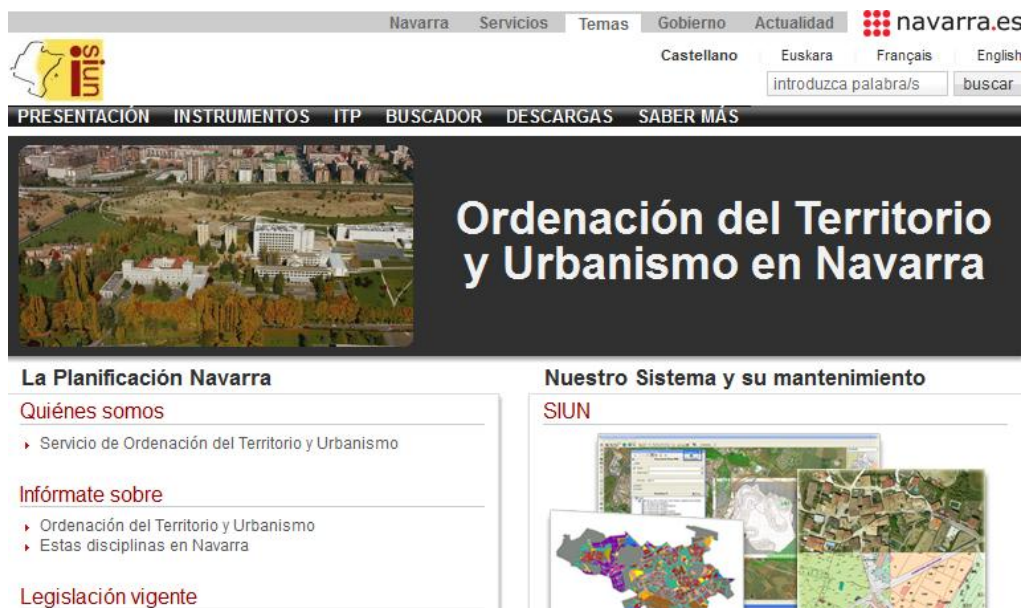 Navarra Servicios Temas Gobierno Actualidad navarra.es
siun
Castellano Euskara Français English
introduzca palabra/s buscar
PRESENTACIÓN INSTRUMENTOS ITP BUSCADOR DESCARGAS SABER MÁS
Ordenación del Territorio
y Urbanismo en Navarra
La Planificación Navarra
Quiénes somos
Servicio de Ordenación del Territorio y Urbanismo
Infórmate sobre
Ordenación del Territorio y Urbanismo
Estas disciplinas en Navarra
Legislación vigente
Nuestro Sistema y su mantenimiento
SIUN